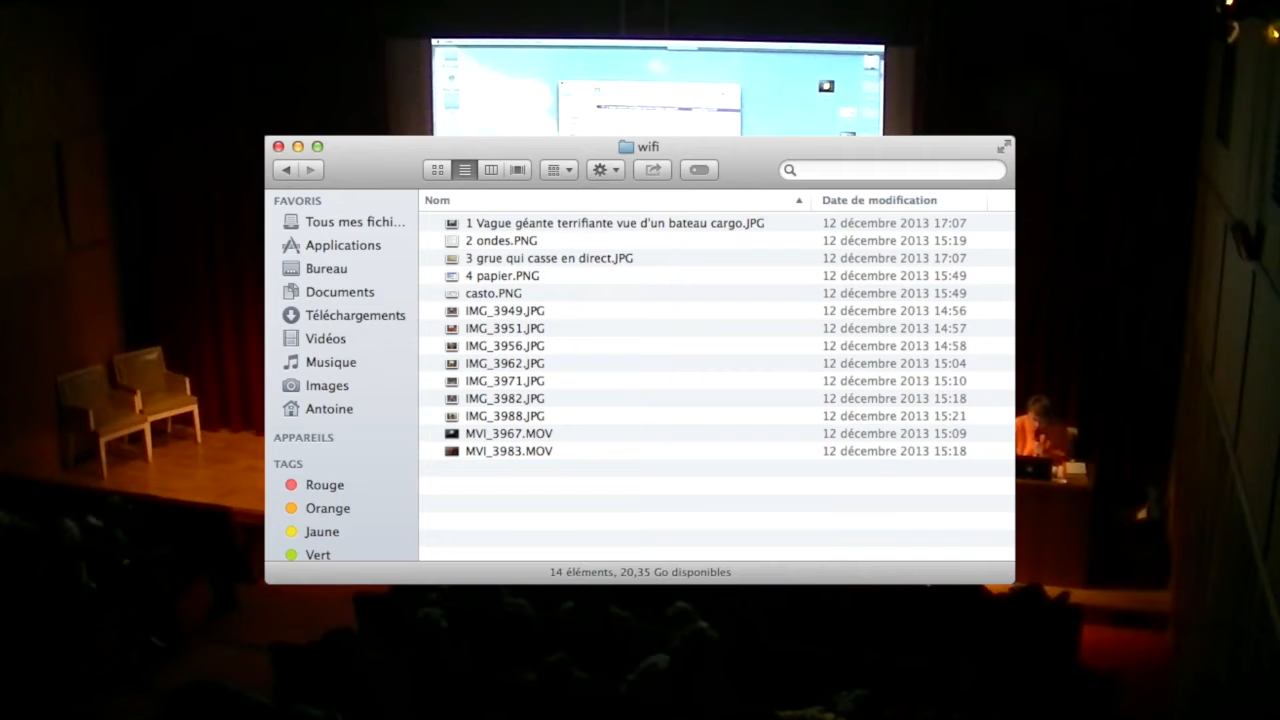 wifi
FAVORIS
Tous mes fichi...
Applications
Bureau
Documents
Téléchargements
Vidéos
Musique
Images
Antoine
APPAREILS
TAGS
Rouge
Orange
Jaune
Vert
Nom Date de modification
1 Vague géante terrifiante vue d'un bateau cargo.JPG 12 décembre 2013 17:07
2 ondes.PNG 12 décembre 2013 15:19
3 grue qui casse en direct.JPG 12 décembre 2013 17:07
4 papier.PNG 12 décembre 2013 15:49
casto.PNG 12 décembre 2013 15:49
IMG_3949.JPG 12 décembre 2013 14:56
IMG_3951.JPG 12 décembre 2013 14:57
IMG_3956.JPG 12 décembre 2013 14:58
IMG_3962.JPG 12 décembre 2013 15:04
IMG_3971.JPG 12 décembre 2013 15:10
IMG_3982.JPG 12 décembre 2013 15:18
IMG_3988.JPG 12 décembre 2013 15:21
MVI_3967.MOV 12 décembre 2013 15:09
MVI_3983.MOV 12 décembre 2013 15:18
14 éléments, 20,35 Go disponibles